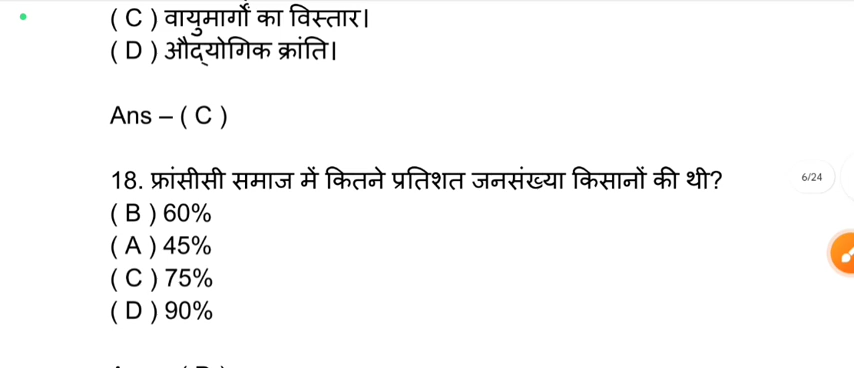 ( C ) वायुमार्गों का विस्तार।
( D ) औद्योगिक क्रांति।
Ans – ( C )
18. फ्रांसीसी समाज में कितने प्रतिशत जनसंख्या किसानों की थी?
6/24
( B ) 60%
( A ) 45%
( C ) 75%
( D ) 90%